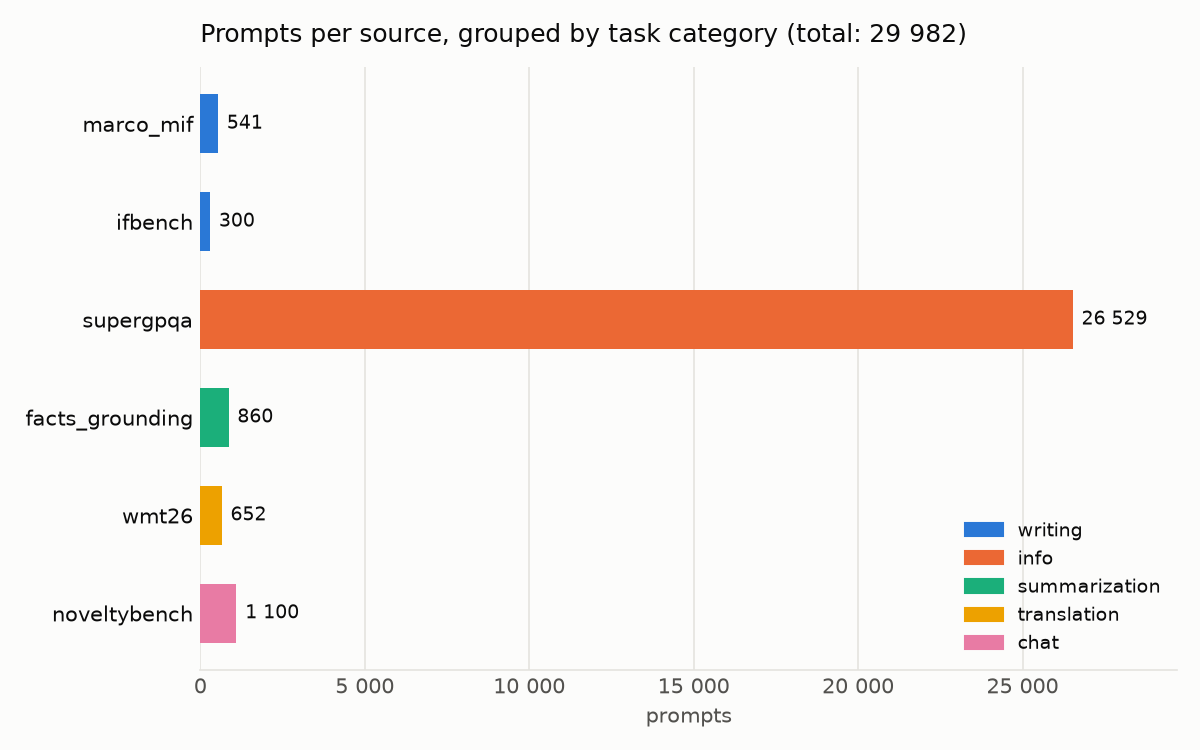 Prompts per source, grouped by task category (total: 29 982)
marco_mif 541
ifbench 300
supergpqa 26 529
facts_grounding 860
wmt26 652
noveltybench 1 100
writing
info
summarization
translation
chat
0 5 000 10 000 15 000 20 000 25 000
prompts